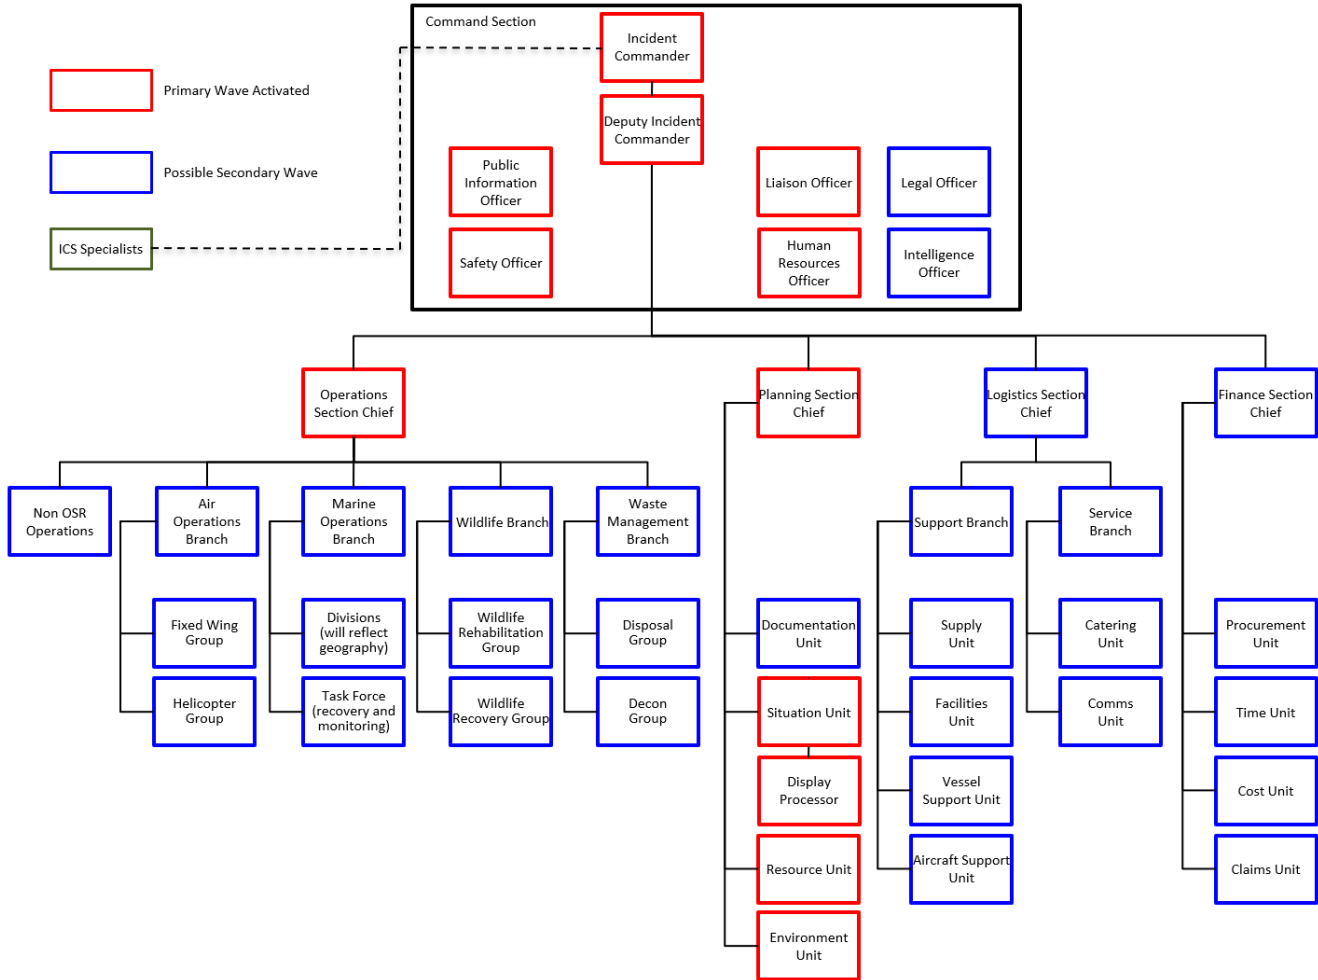 Command Section
Incident
Commander
Primary Wave Activated
Deputy Incident
Commander
Possible Secondary Wave
Public
Information
Officer
Liaison Officer
Legal Officer
ICS Specialists
Safety Officer
Human
Resources
Officer
Intelligence
Officer
Operations
Section Chief
Planning Section
Chief
Logistics Section
Chief
Finance Section
Chief
Non OSR
Operations
Air
Operations
Branch
Marine
Operations
Branch
Wildlife Branch
Waste
Management
Branch
Support Branch
Service
Branch
Fixed Wing
Group
Divisions
(will reflect
geography)
Wildlife
Rehabilitation
Group
Disposal
Group
Documentation
Unit
Supply
Unit
Catering
Unit
Procurement
Unit
Helicopter
Group
Task Force
(recovery and
monitoring)
Wildlife
Recovery Group
Decon
Group
Situation Unit
Facilities
Unit
Comms
Unit
Time Unit
Display
Processor
Vessel
Support Unit
Cost Unit
Resource Unit
Aircraft Support
Unit
Claims Unit
Environment
Unit